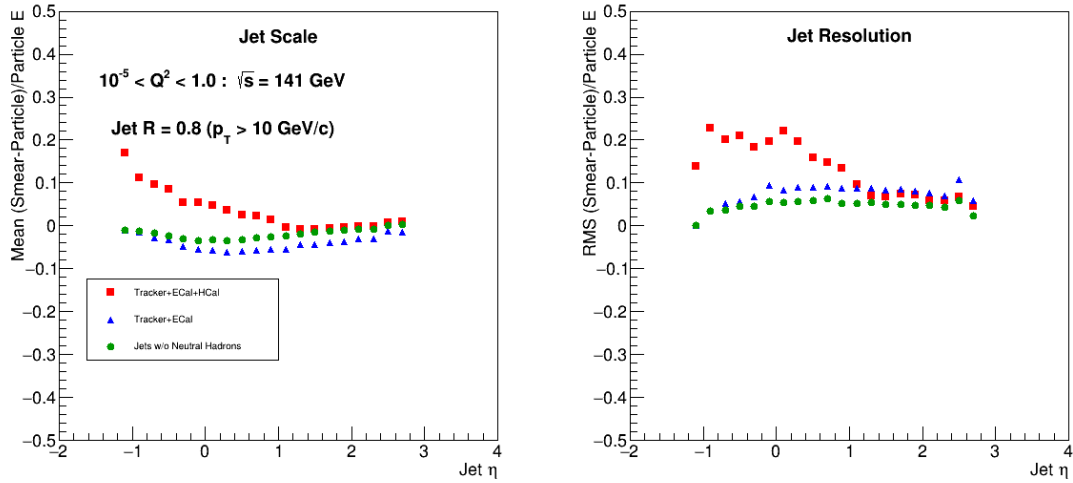 Jet Scale
10⁻⁵ < Q² < 1.0 : √s = 141 GeV
Jet R = 0.8 (p_T > 10 GeV/c)
Mean (Smear-Particle)/Particle E
0.5
0.4
0.3
0.2
0.1
0
−0.1
−0.2
−0.3
−0.4
−0.5
Tracker+ECal+HCal
Tracker+ECal
Jets w/o Neutral Hadrons
−2 −1 0 1 2 3 4
Jet η
Jet Resolution
RMS (Smear-Particle)/Particle E
0.5
0.4
0.3
0.2
0.1
0
−0.1
−0.2
−0.3
−0.4
−0.5
−2 −1 0 1 2 3 4
Jet η